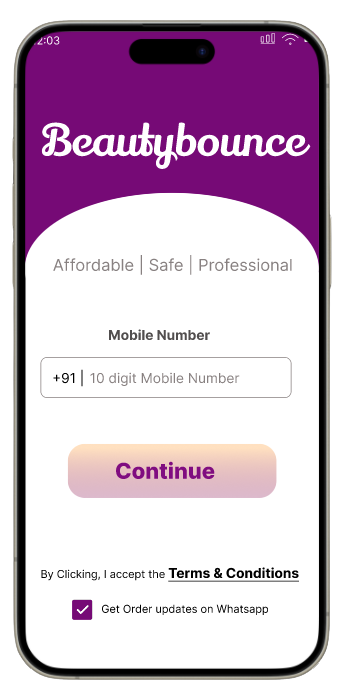 :03
Beautybounce
Affordable | Safe | Professional
Mobile Number
+91 | 10 digit Mobile Number
Continue
By Clicking, I accept the Terms & Conditions
Get Order updates on Whatsapp